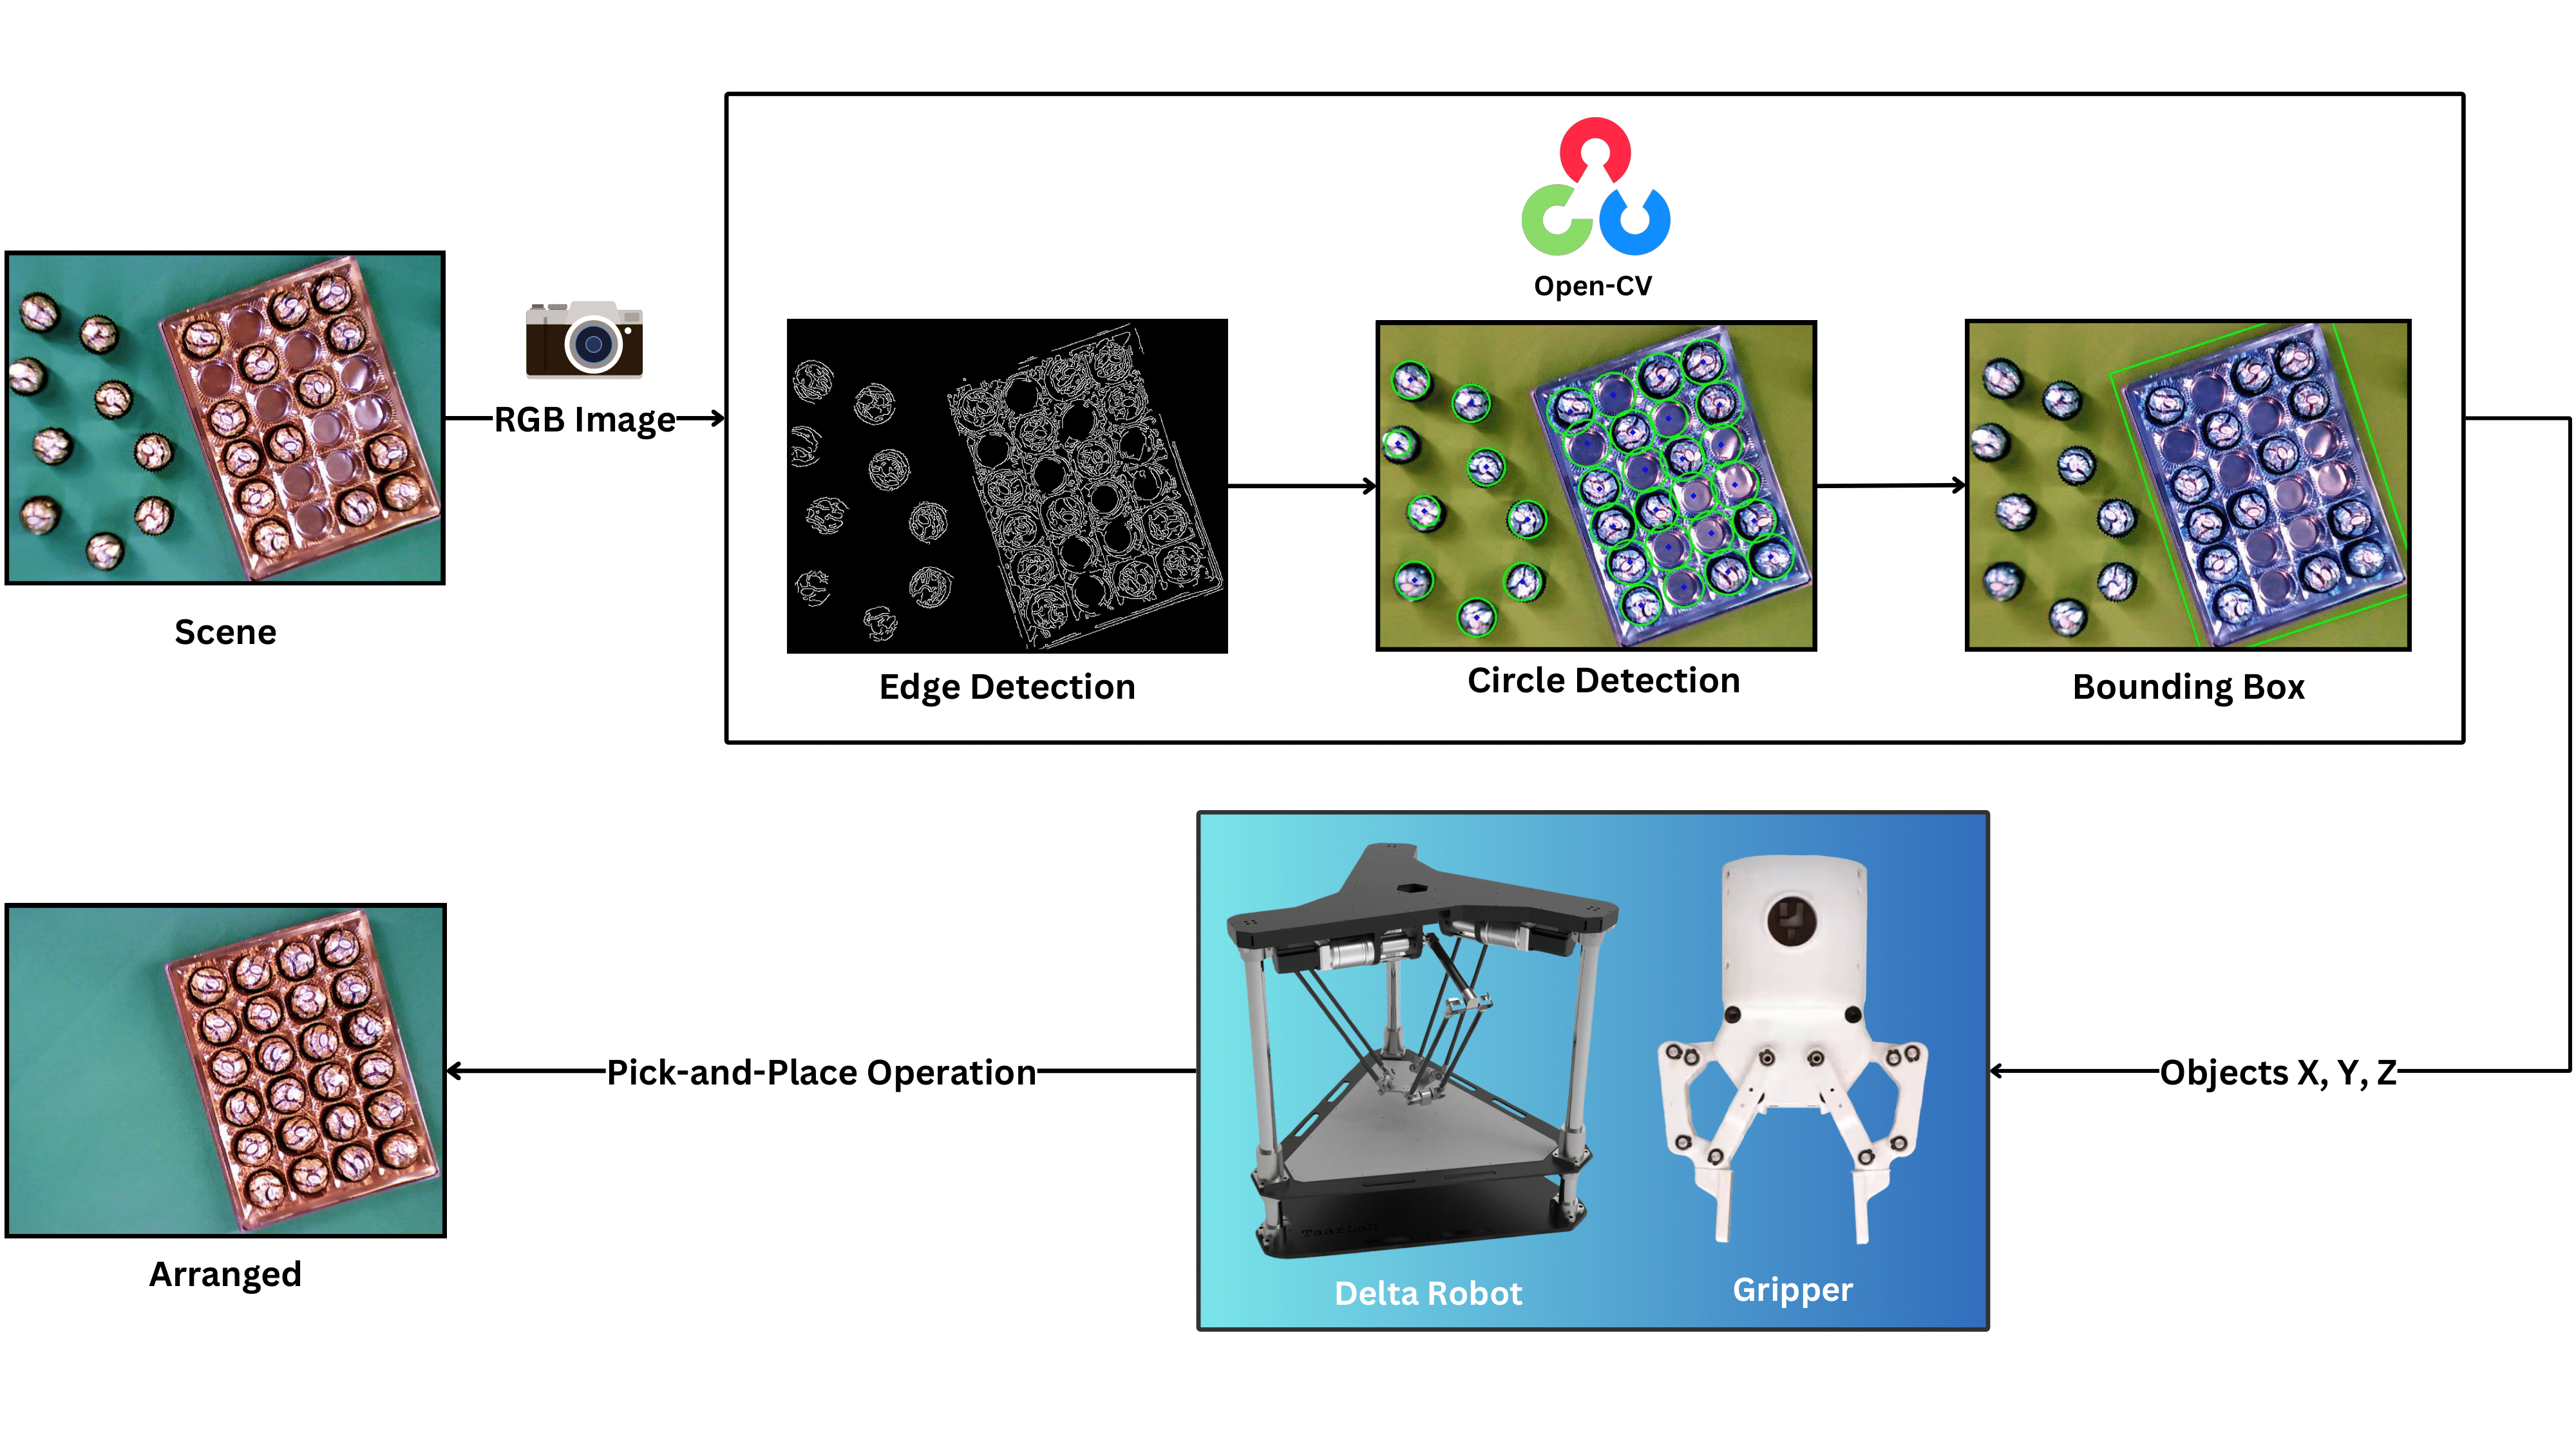 Open-CV
RGB Image
Scene
Edge Detection
Circle Detection
Bounding Box
Objects X, Y, Z
Pick-and-Place Operation
TaarLab
Delta Robot
Gripper
Arranged